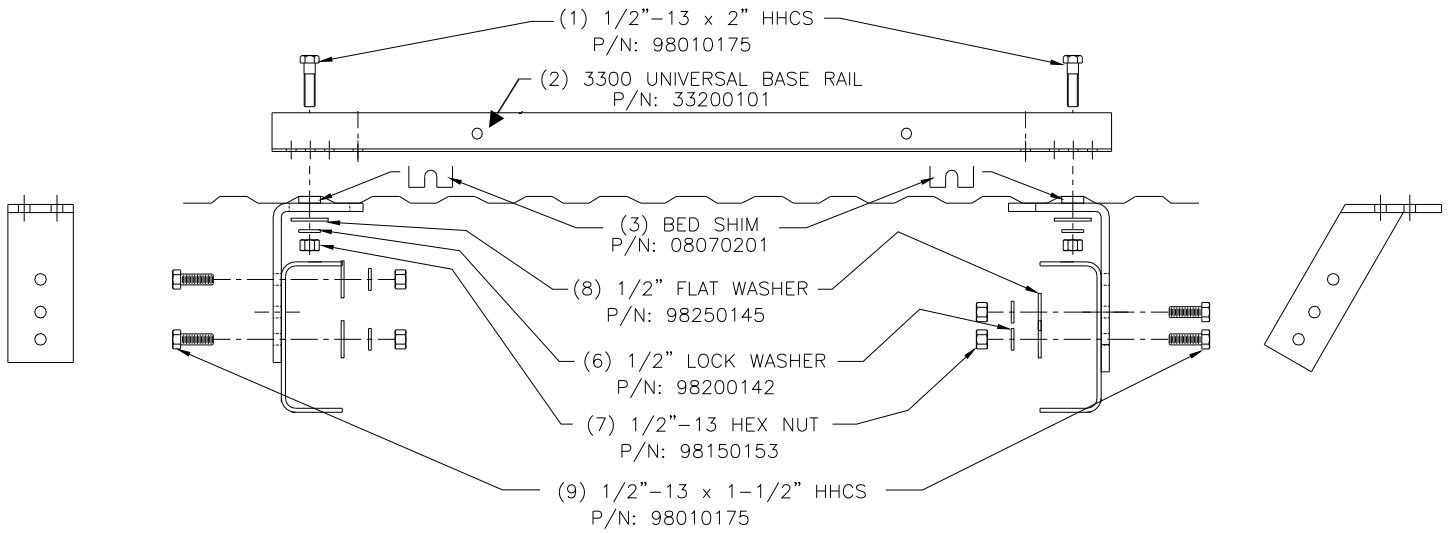 (1) 1/2”-13 x 2” HHCS
P/N: 98010175
(2) 3300 UNIVERSAL BASE RAIL
P/N: 33200101
(3) BED SHIM
P/N: 08070201
(8) 1/2” FLAT WASHER
P/N: 98250145
(6) 1/2” LOCK WASHER
P/N: 98200142
(7) 1/2”-13 HEX NUT
P/N: 98150153
(9) 1/2”-13 x 1-1/2” HHCS
P/N: 98010175